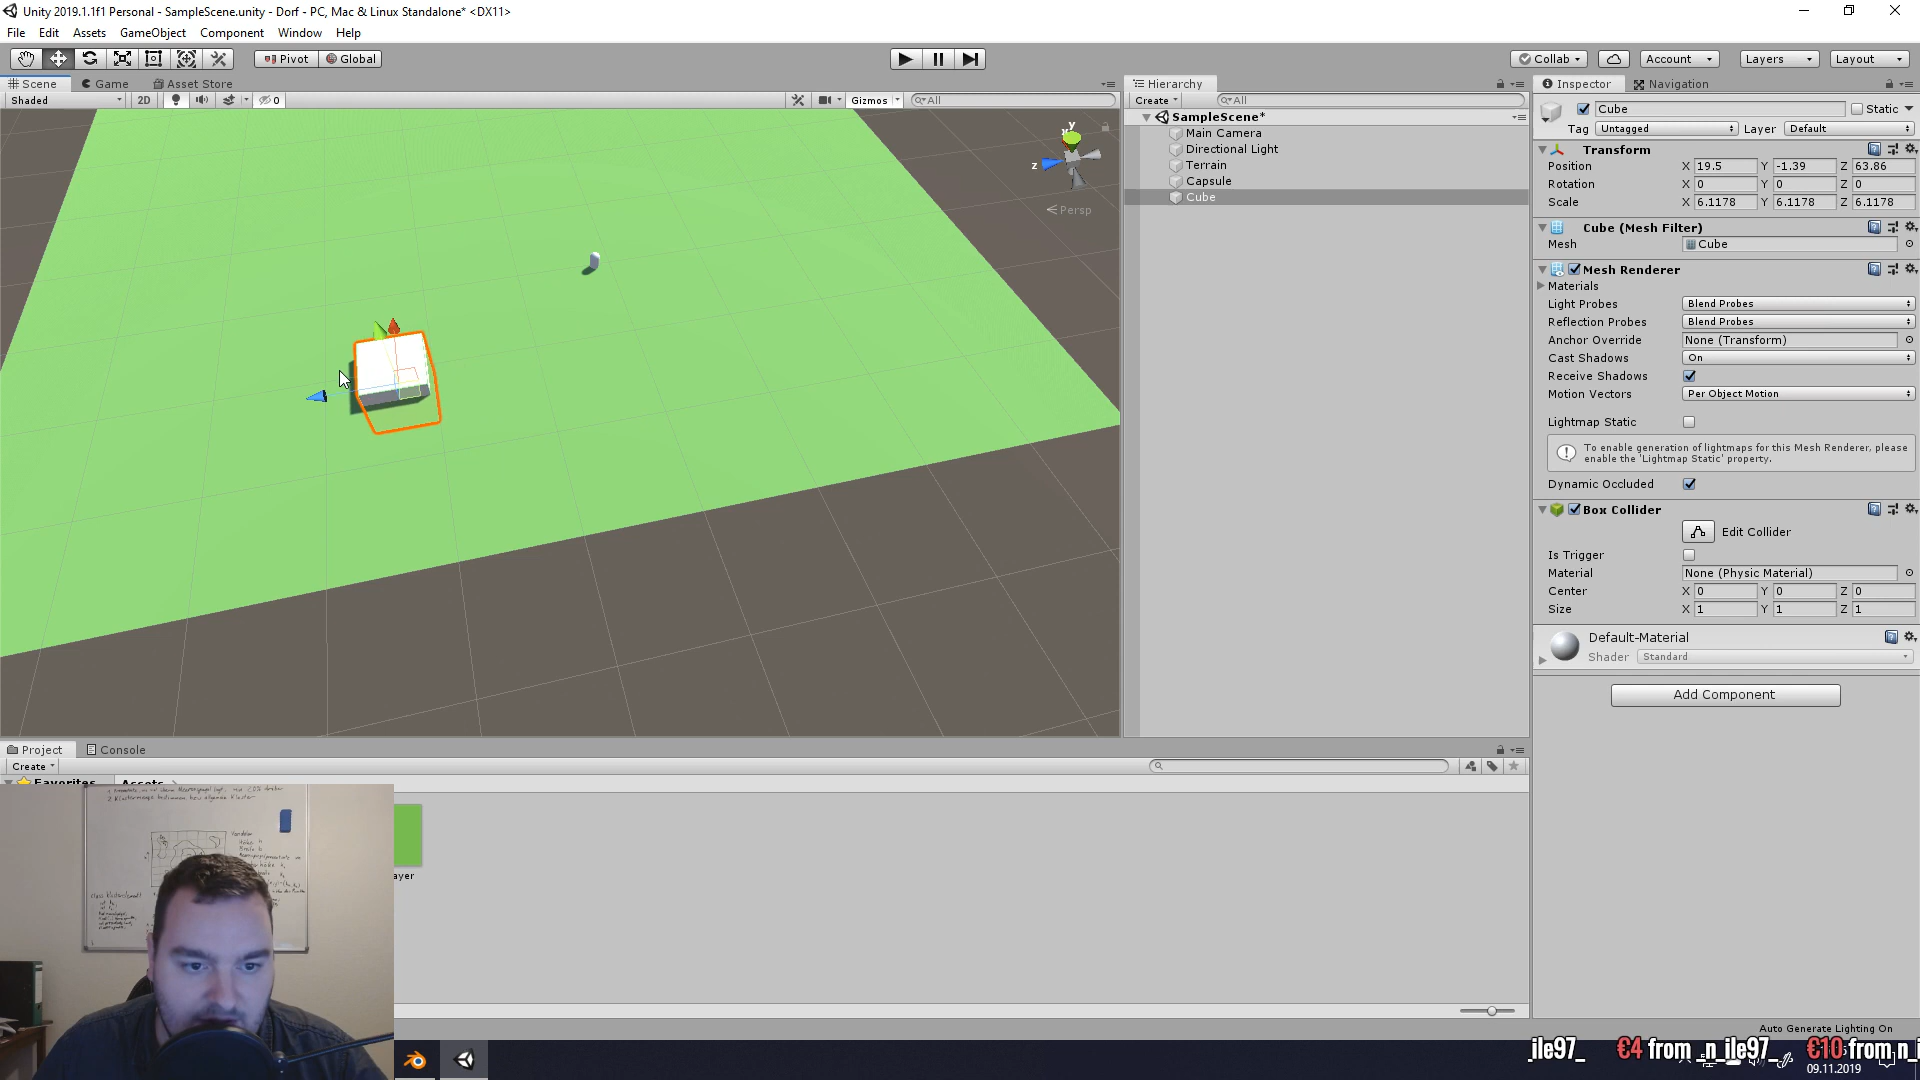 Unity 2019.1.1f1 Personal - SampleScene.unity - Dorf - PC, Mac & Linux Standalone* <DX11>
File Edit Assets GameObject Component Window Help
Pivot Global Collab Account Layers Layout
Scene Game Asset Store
Shaded 2D 0 Gizmos All
y
z
Persp
Hierarchy
Create All
SampleScene*
Main Camera
Directional Light
Terrain
Capsule
Cube
Inspector Navigation
Cube Static
Tag Untagged Layer Default
Transform
Position X 19.5 Y -1.39 Z 63.86
Rotation X 0 Y 0 Z 0
Scale X 6.1178 Y 6.1178 Z 6.1178
Cube (Mesh Filter)
Mesh Cube
Mesh Renderer
Materials
Light Probes Blend Probes
Reflection Probes Blend Probes
Anchor Override None (Transform)
Cast Shadows On
Receive Shadows
Motion Vectors Per Object Motion
Lightmap Static
To enable generation of lightmaps for this Mesh Renderer, please
enable the 'Lightmap Static' property.
Dynamic Occluded
Box Collider
Edit Collider
Is Trigger
Material None (Physic Material)
Center X 0 Y 0 Z 0
Size X 1 Y 1 Z 1
Default-Material
Shader Standard
Add Component
Project Console
Create
Favorites Assets
ayer
Auto Generate Lighting On
_ile97_ €4 from _n_ile97_ €10 from
09.11.2019